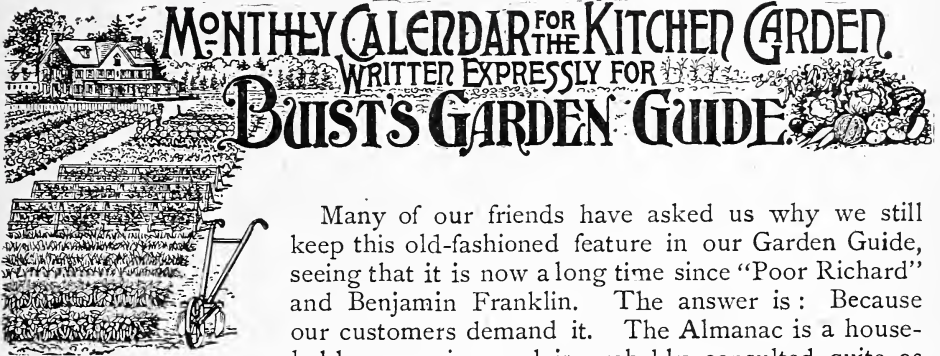 MONTHLY CALENDAR FOR THE KITCHEN GARDEN.
WRITTEN EXPRESSLY FOR
BUIST'S GARDEN GUIDE.
Many of our friends have asked us why we still
keep this old-fashioned feature in our Garden Guide,
seeing that it is now a long time since "Poor Richard"
and Benjamin Franklin. The answer is: Because
our customers demand it. The Almanac is a house-